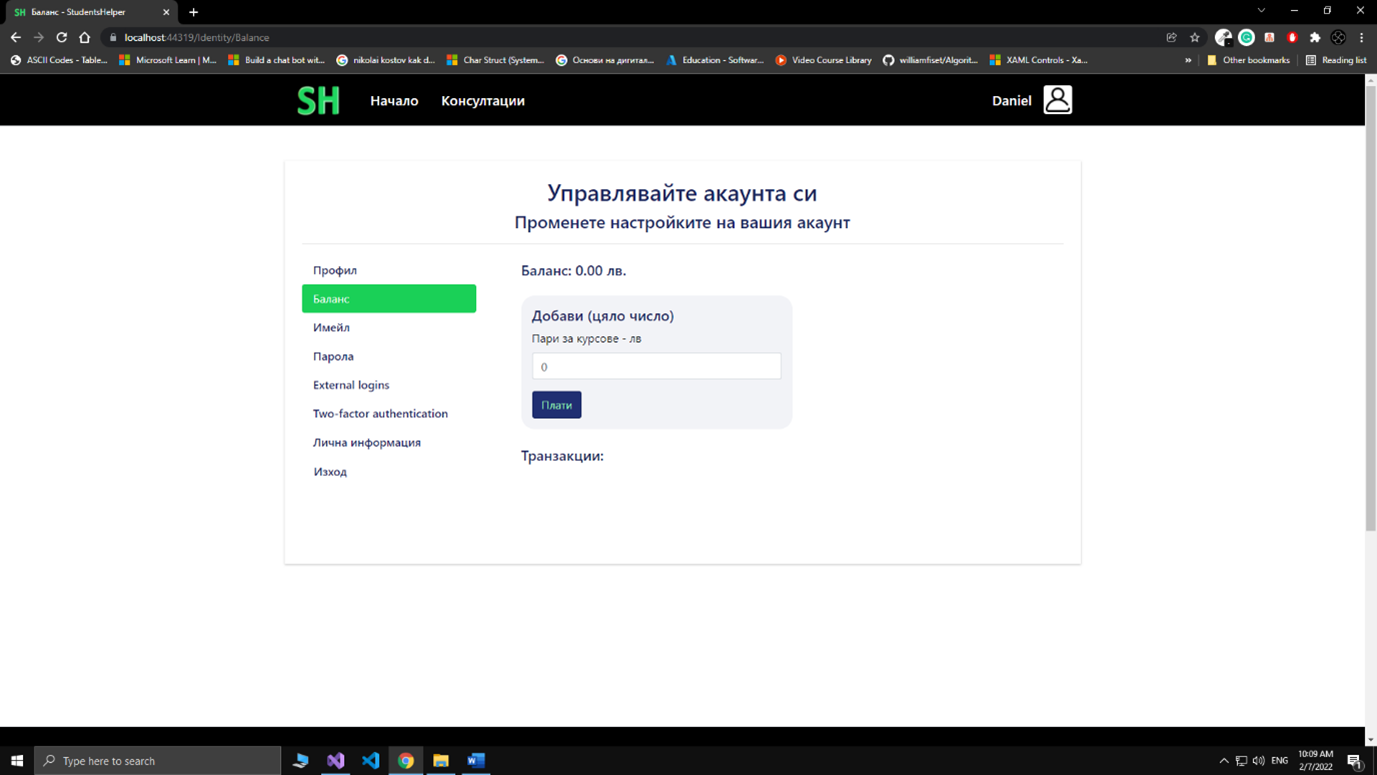 SH Баланс - StudentsHelper
localhost:44319/Identity/Balance
ASCII Codes - Table... Microsoft Learn | M... Build a chat bot wit... nikolai kostov kak d... Char Struct (System... Основи на дигитал... Education - Softwar... Video Course Library williamfiset/Algorit... XAML Controls - Xa... » Other bookmarks Reading list
SH Начало Консултации Daniel
Управлявайте акаунта си
Променете настройките на вашия акаунт
Профил
Баланс
Имейл
Парола
External logins
Two-factor authentication
Лична информация
Изход
Баланс: 0.00 лв.
Добави (цяло число)
Пари за курсове - лв
0
Плати
Транзакции:
Type here to search
ENG
10:09 AM
2/7/2022
1